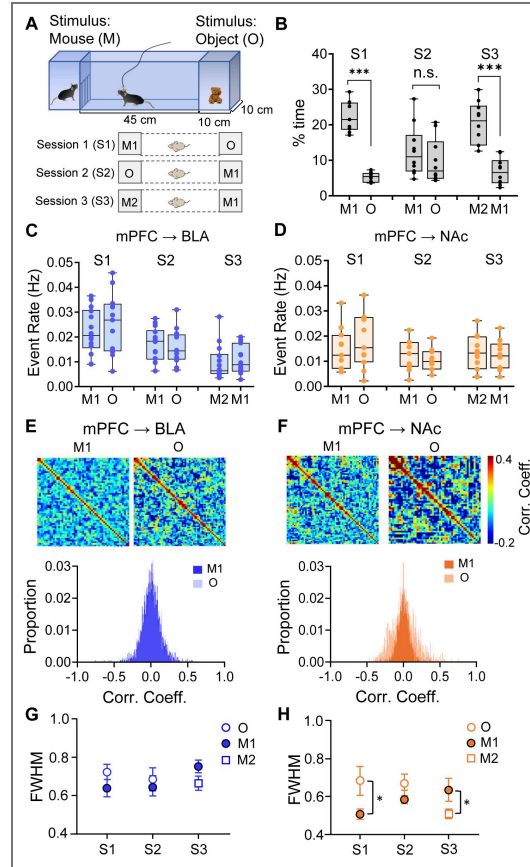 A Stimulus: Mouse (M) Stimulus: Object (O)
45 cm 10 cm 10 cm
Session 1 (S1) M1 O
Session 2 (S2) O M1
Session 3 (S3) M2 M1
B
S1 S2 S3
*** n.s. ***
% time
40
30
20
10
0
M1 O M1 O M2 M1
C mPFC → BLA
S1 S2 S3
Event Rate (Hz)
0.05
0.04
0.03
0.02
0.01
0.00
M1 O M1 O M2 M1
D mPFC → NAc
S1 S2 S3
Event Rate (Hz)
0.05
0.04
0.03
0.02
0.01
0.00
M1 O M1 O M2 M1
E mPFC → BLA
M1 O
Proportion
0.03
0.02
0.01
0.00
M1
O
-1.0 -0.5 0.0 0.5 1.0
Corr. Coeff.
F mPFC → NAc
M1 O
0.4
Corr. Coeff.
-0.2
Proportion
0.03
0.02
0.01
0.00
M1
O
-1.0 -0.5 0.0 0.5 1.0
Corr. Coeff.
G
FWHM
1.0
0.8
0.6
0.4
O
M1
M2
S1 S2 S3
H
FWHM
1.0
0.8
0.6
0.4
O
M1
M2
* *
S1 S2 S3